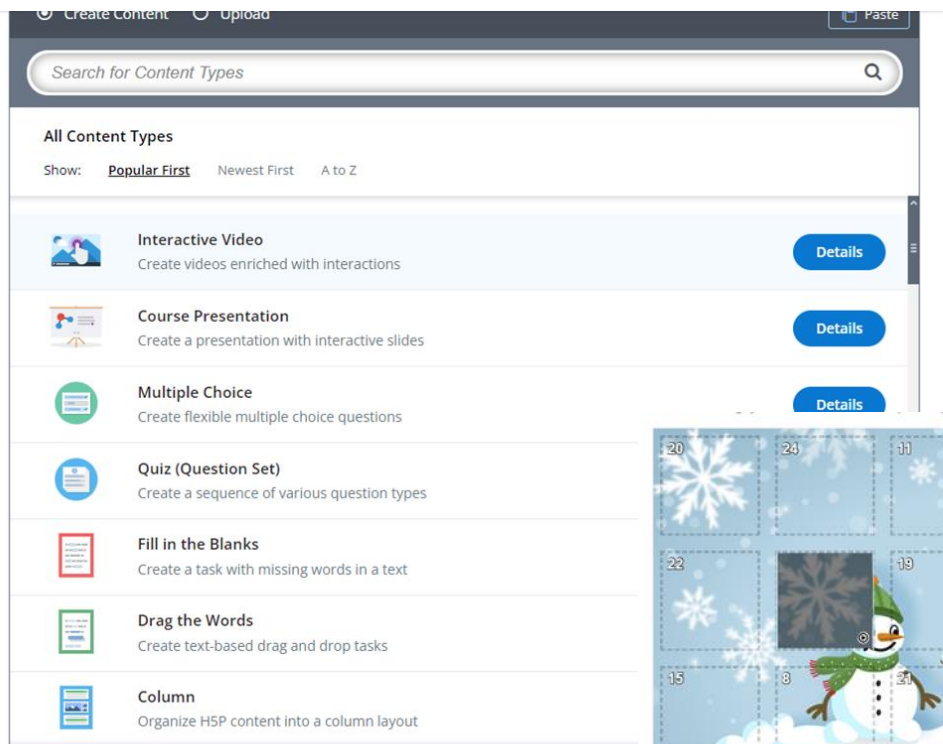 Create Content Upload Paste
Search for Content Types
All Content Types
Show: Popular First Newest First A to Z
Interactive Video
Create videos enriched with interactions
Details
Course Presentation
Create a presentation with interactive slides
Details
Multiple Choice
Create flexible multiple choice questions
Details
Quiz (Question Set)
Create a sequence of various question types
Fill in the Blanks
Create a task with missing words in a text
Drag the Words
Create text-based drag and drop tasks
Column
Organize H5P content into a column layout
20 24 11
22 19
15 8 21